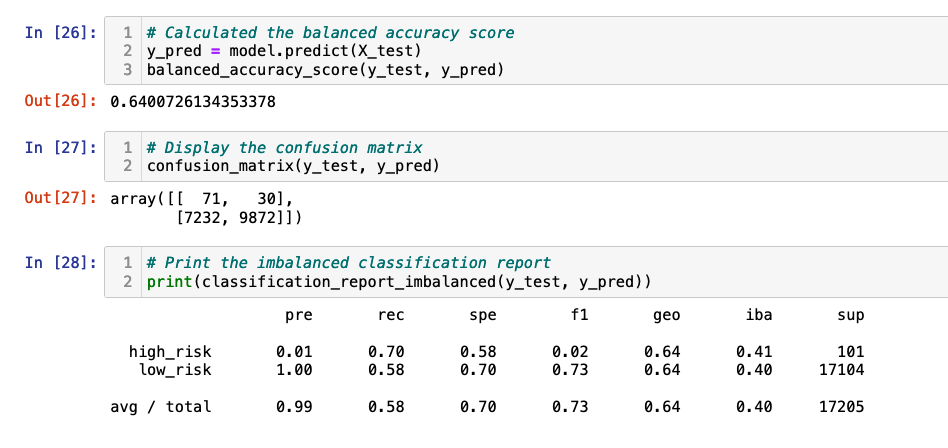 In [26]: 1 # Calculated the balanced accuracy score
2 y_pred = model.predict(X_test)
3 balanced_accuracy_score(y_test, y_pred)
Out[26]: 0.6400726134353378
In [27]: 1 # Display the confusion matrix
2 confusion_matrix(y_test, y_pred)
Out[27]: array([[  71,   30],
       [7232, 9872]])
In [28]: 1 # Print the imbalanced classification report
2 print(classification_report_imbalanced(y_test, y_pred))
pre rec spe f1 geo iba sup
high_risk 0.01 0.70 0.58 0.02 0.64 0.41 101
low_risk 1.00 0.58 0.70 0.73 0.64 0.40 17104
avg / total 0.99 0.58 0.70 0.73 0.64 0.40 17205